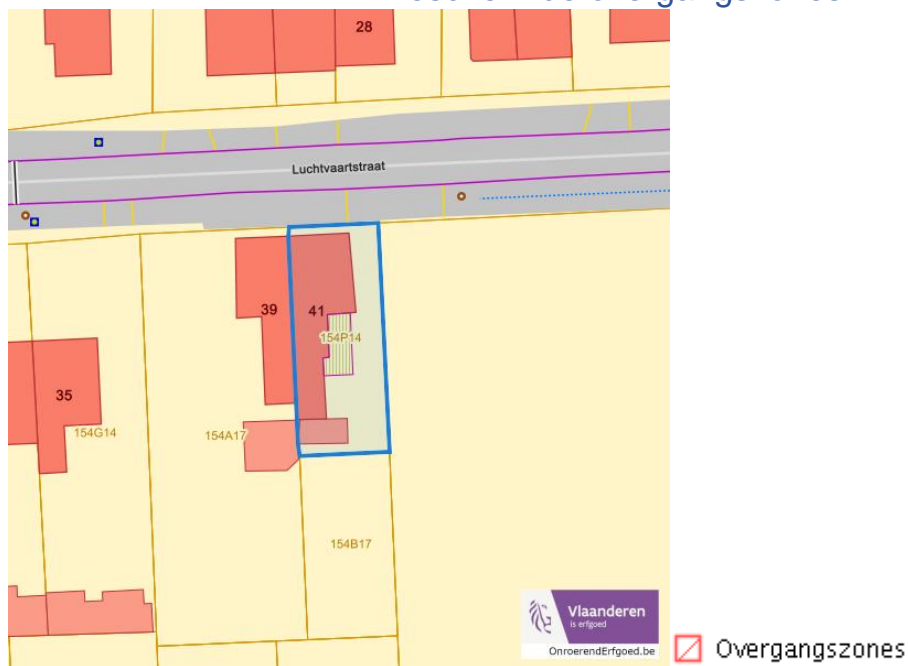 28
Luchtvaartstraat
39
41
154P14
35
154G14
154A17
154B17
Vlaanderen
is erfgoed
OnroerendErfgoed.be
Overgangszones